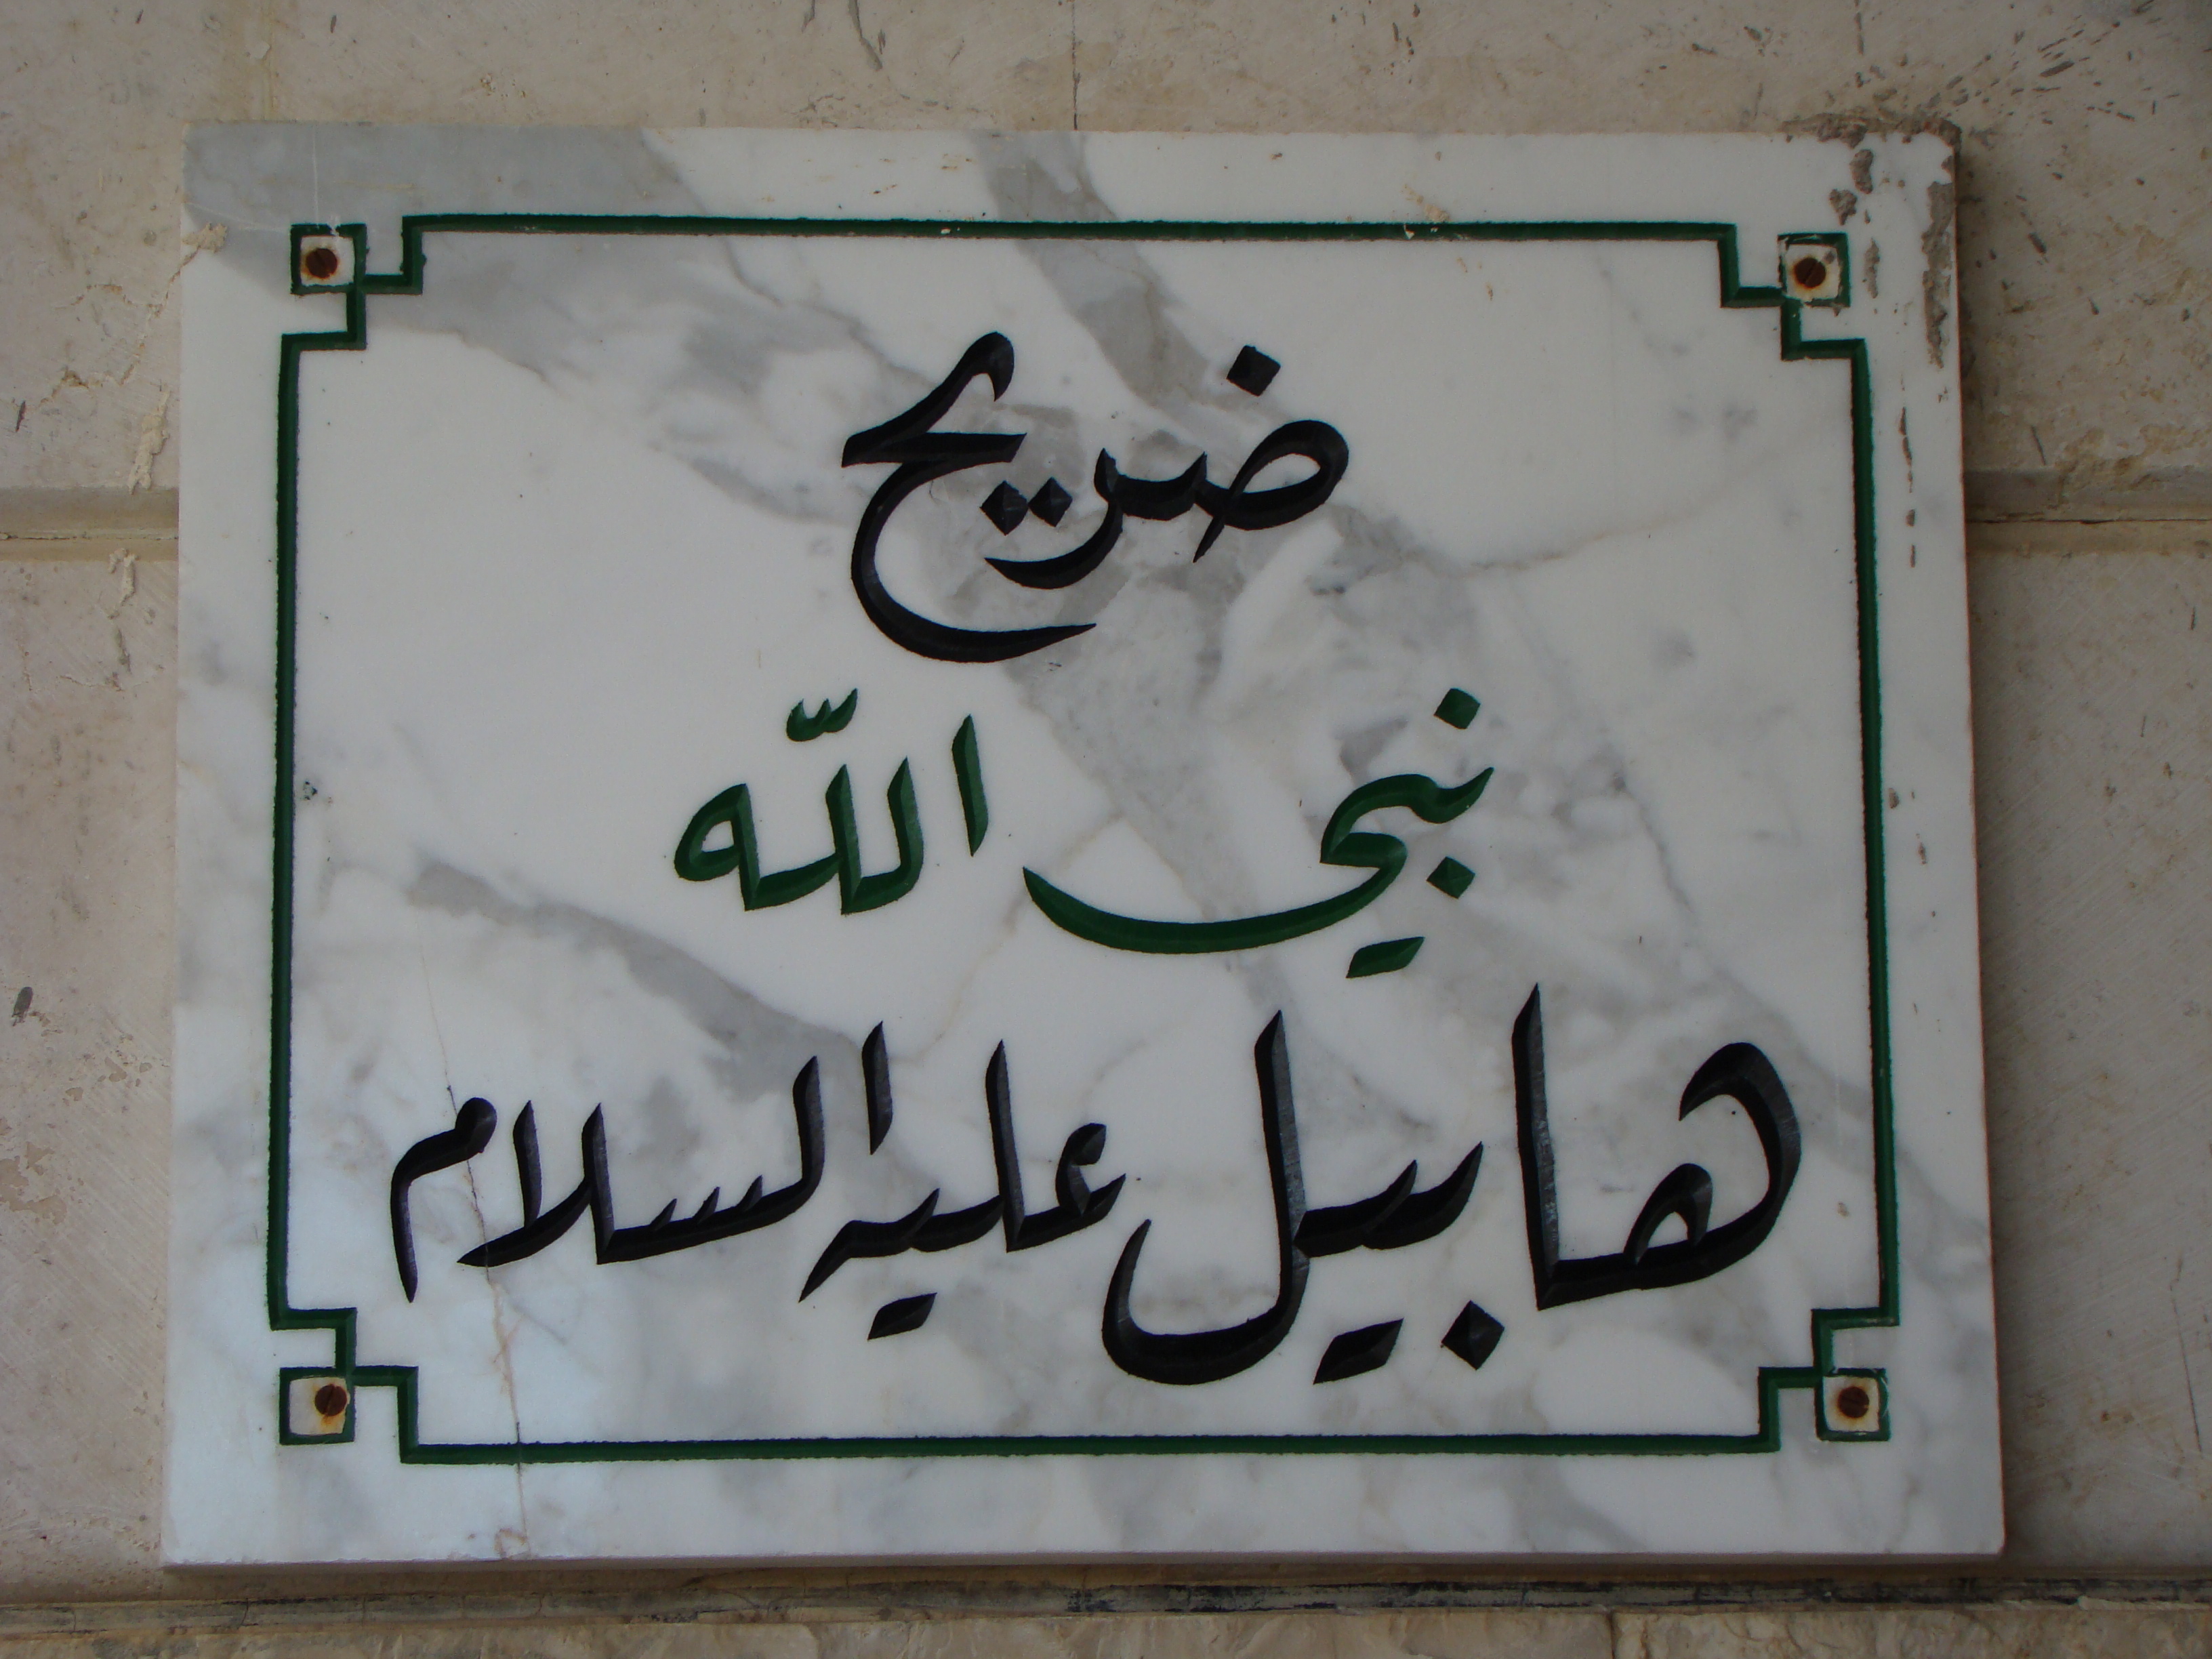 ضريح
نبي الله
هابيل عليه السلام